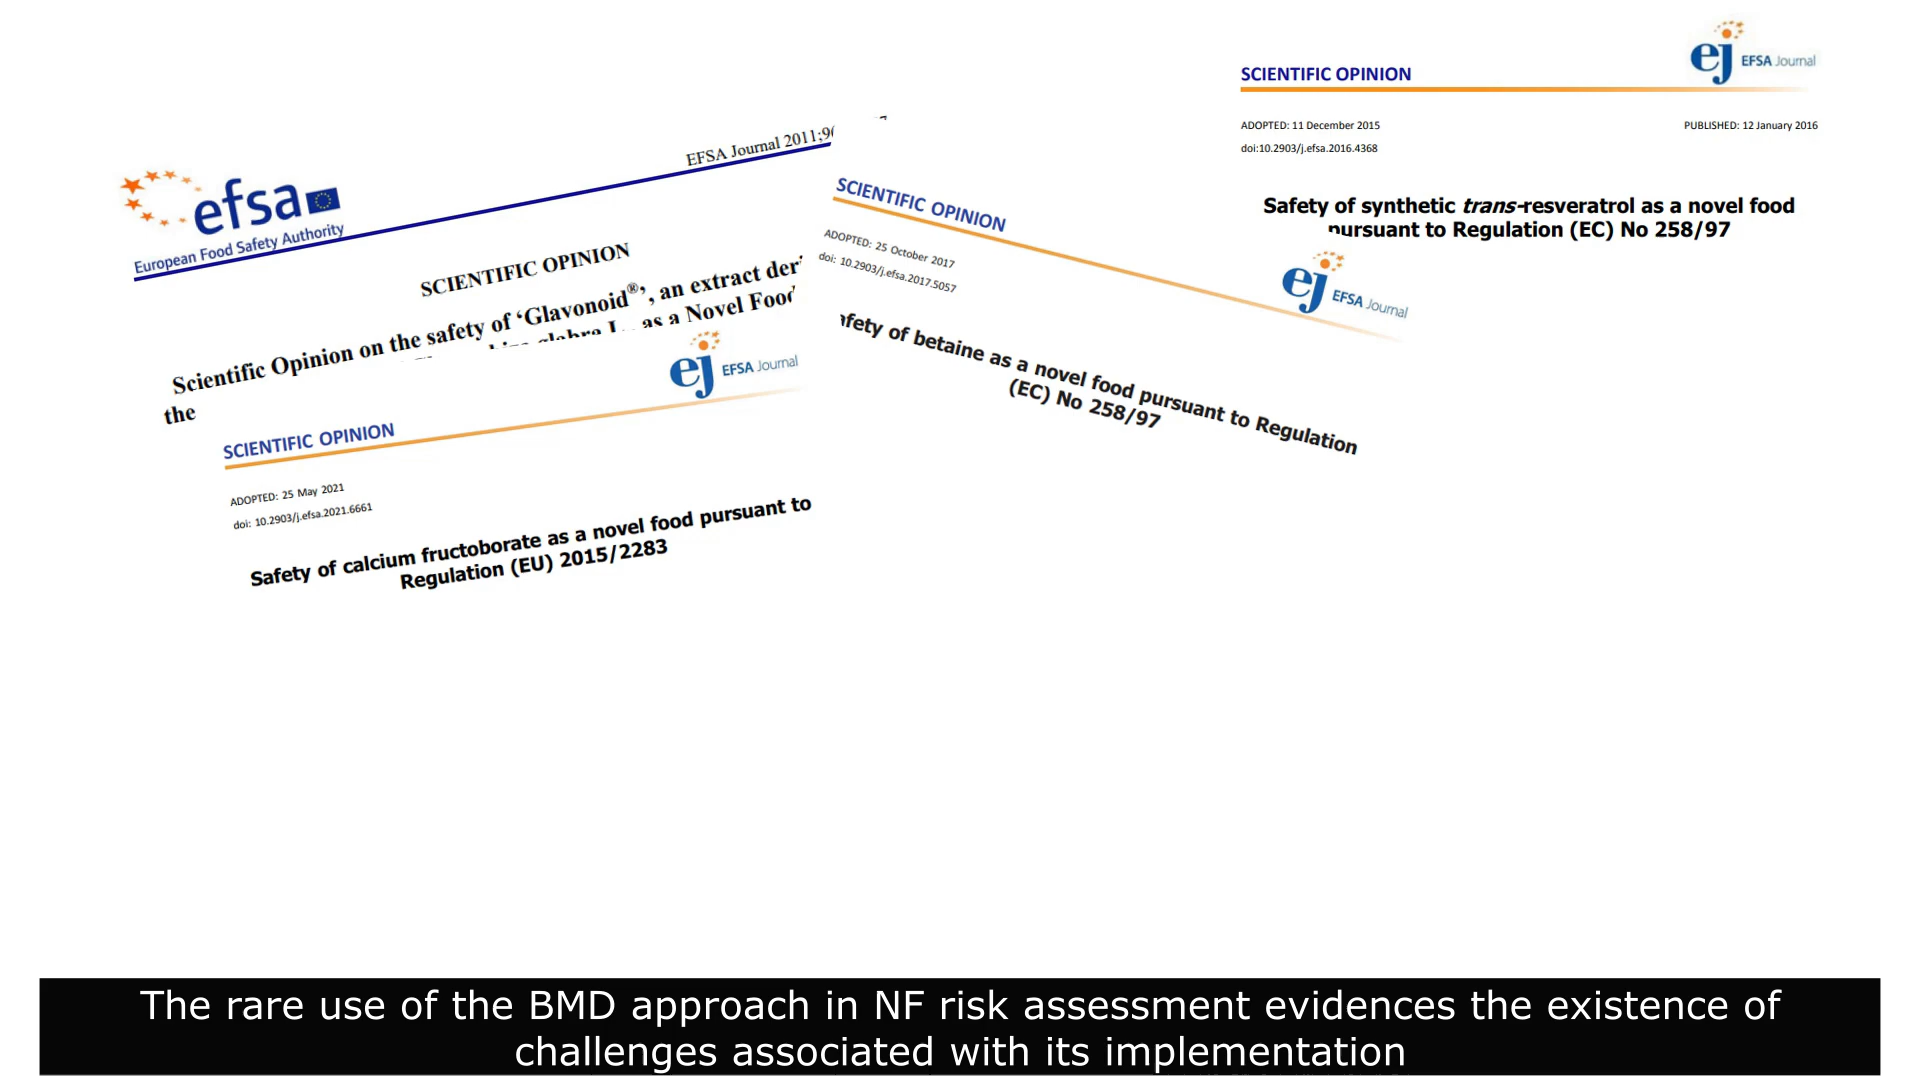 efsa
European Food Safety Authority
EFSA Journal 2011;9(
SCIENTIFIC OPINION
Scientific Opinion on the safety of ‘Glavonoid®’, an extract deri
the glabra L., as a Novel Food
ej EFSA Journal
SCIENTIFIC OPINION
ADOPTED: 25 May 2021
doi: 10.2903/j.efsa.2021.6661
Safety of calcium fructoborate as a novel food pursuant to
Regulation (EU) 2015/2283
SCIENTIFIC OPINION
ADOPTED: 25 October 2017
doi: 10.2903/j.efsa.2017.5057
ej EFSA Journal
afety of betaine as a novel food pursuant to Regulation
(EC) No 258/97
ej EFSA Journal
SCIENTIFIC OPINION
ADOPTED: 11 December 2015
PUBLISHED: 12 January 2016
doi:10.2903/j.efsa.2016.4368
Safety of synthetic trans-resveratrol as a novel food
pursuant to Regulation (EC) No 258/97
The rare use of the BMD approach in NF risk assessment evidences the existence of
challenges associated with its implementation